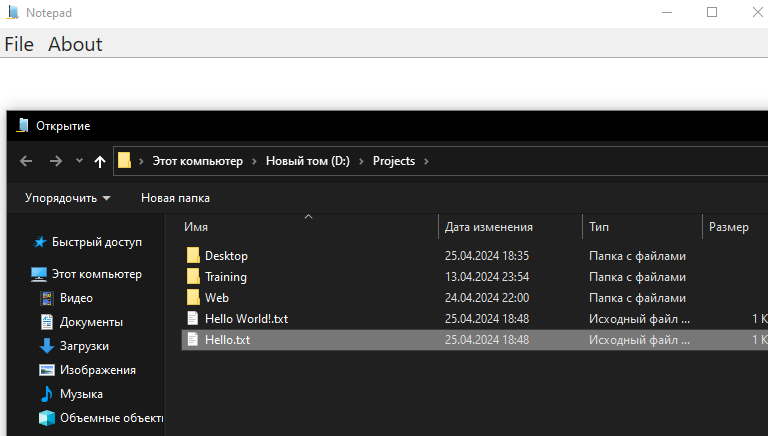 Notepad
File About
Открытие
Этот компьютер Новый том (D:) Projects
Упорядочить Новая папка
Имя Дата изменения Тип Размер
Быстрый доступ
Этот компьютер
Видео
Документы
Загрузки
Изображения
Музыка
Объемные объекты
Desktop 25.04.2024 18:35 Папка с файлами
Training 13.04.2024 23:54 Папка с файлами
Web 24.04.2024 22:00 Папка с файлами
Hello World!.txt 25.04.2024 18:48 Исходный файл ... 1 К
Hello.txt 25.04.2024 18:48 Исходный файл ... 1 К